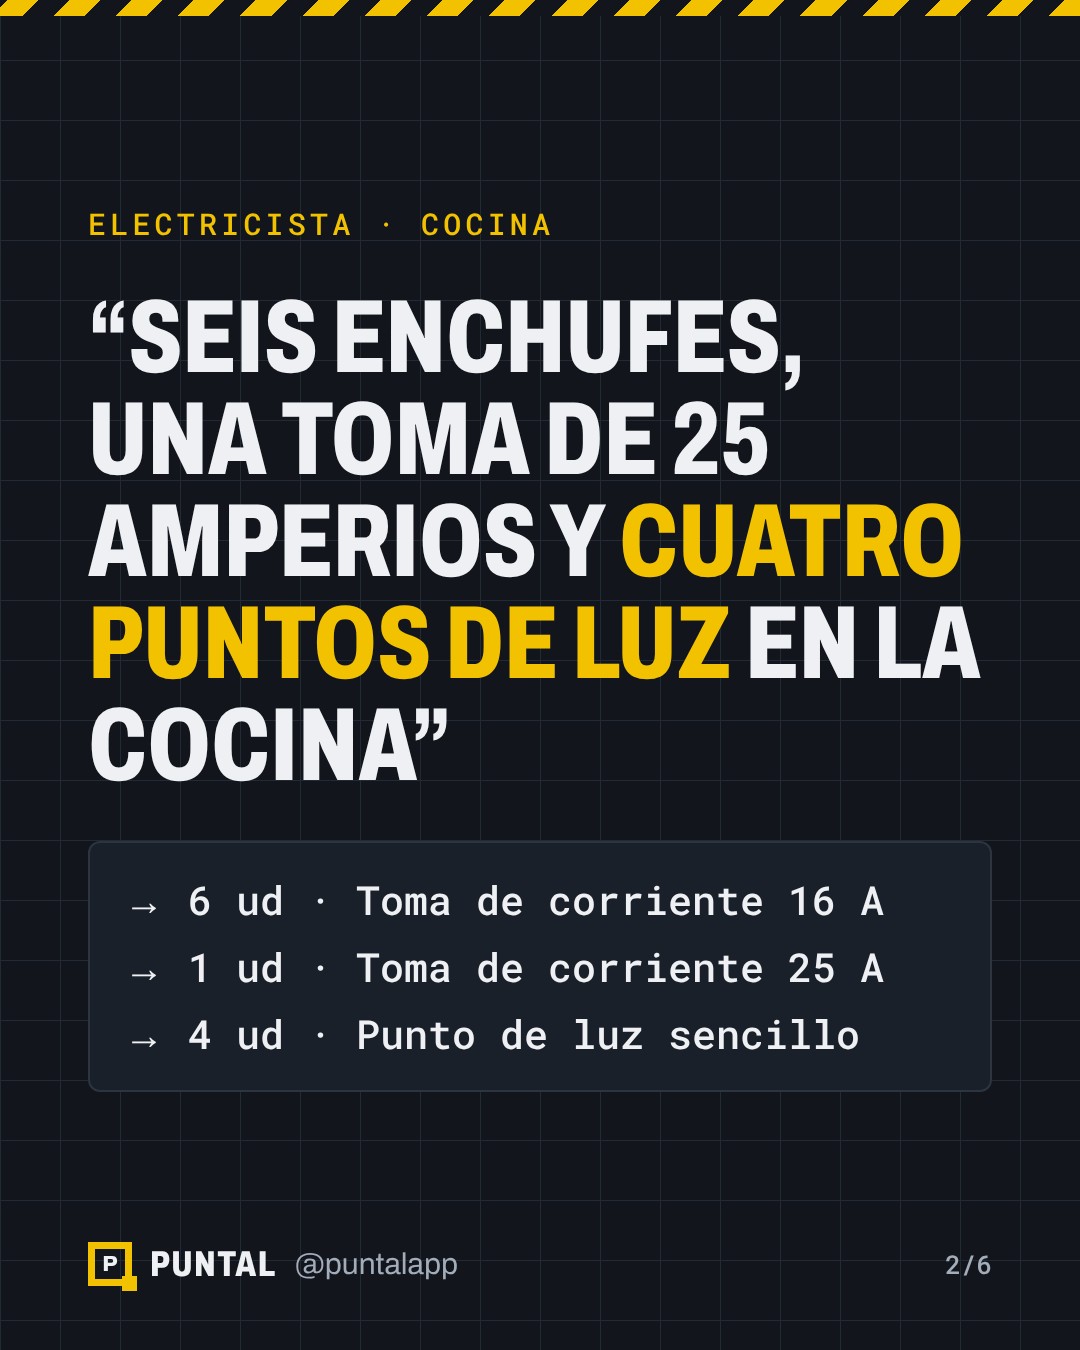 ELECTRICISTA · COCINA
“SEIS ENCHUFES,
UNA TOMA DE 25
AMPERIOS Y CUATRO
PUNTOS DE LUZ EN LA
COCINA”
→ 6 ud · Toma de corriente 16 A
→ 1 ud · Toma de corriente 25 A
→ 4 ud · Punto de luz sencillo
P PUNTAL @puntalapp 2/6